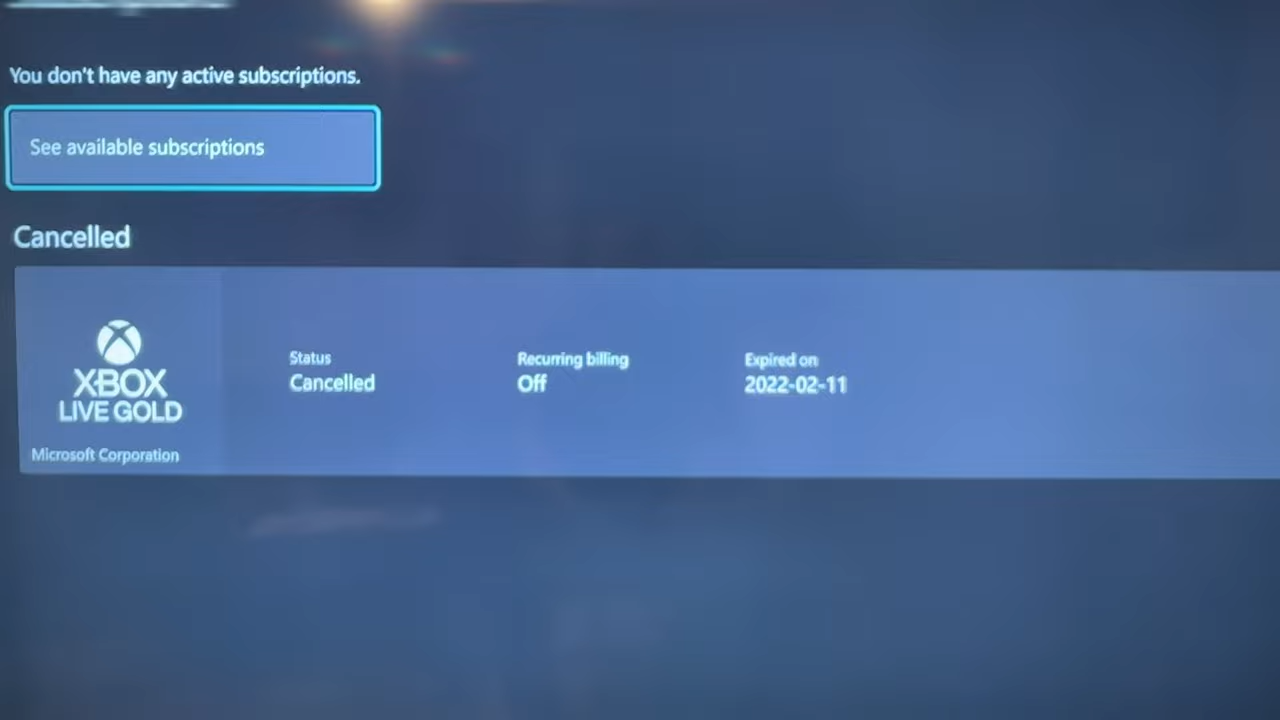 You don't have any active subscriptions.
See available subscriptions
Cancelled
XBOX
LIVE GOLD
Microsoft Corporation
Status
Cancelled
Recurring billing
Off
Expired on
2022-02-11